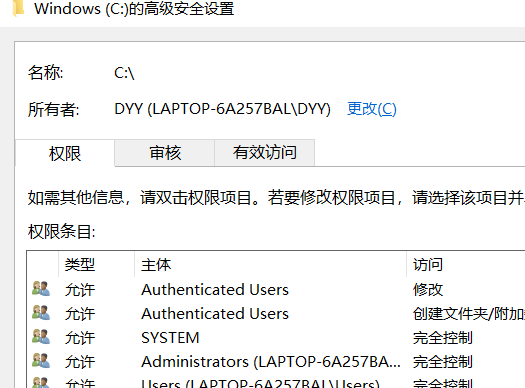 Windows (C:)的高级安全设置
名称: C:\
所有者: DYY (LAPTOP-6A257BAL\DYY) 更改(C)
权限 审核 有效访问
如需其他信息，请双击权限项目。若要修改权限项目，请选择该项目并
权限条目:
类型 主体 访问
允许 Authenticated Users 修改
允许 Authenticated Users 创建文件夹/附加
允许 SYSTEM 完全控制
允许 Administrators (LAPTOP-6A257BA... 完全控制
允许 Users (LAPTOP-6A257BAL\Users) 完全控制